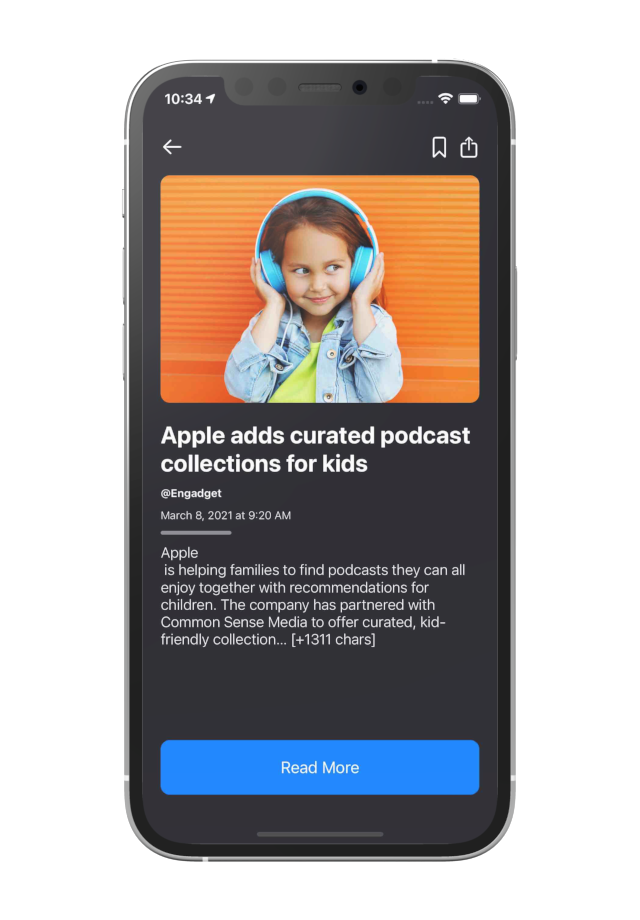 10:34
Apple adds curated podcast
collections for kids
@Engadget
March 8, 2021 at 9:20 AM
Apple
is helping families to find podcasts they can all
enjoy together with recommendations for
children. The company has partnered with
Common Sense Media to offer curated, kid-
friendly collection... [+1311 chars]
Read More